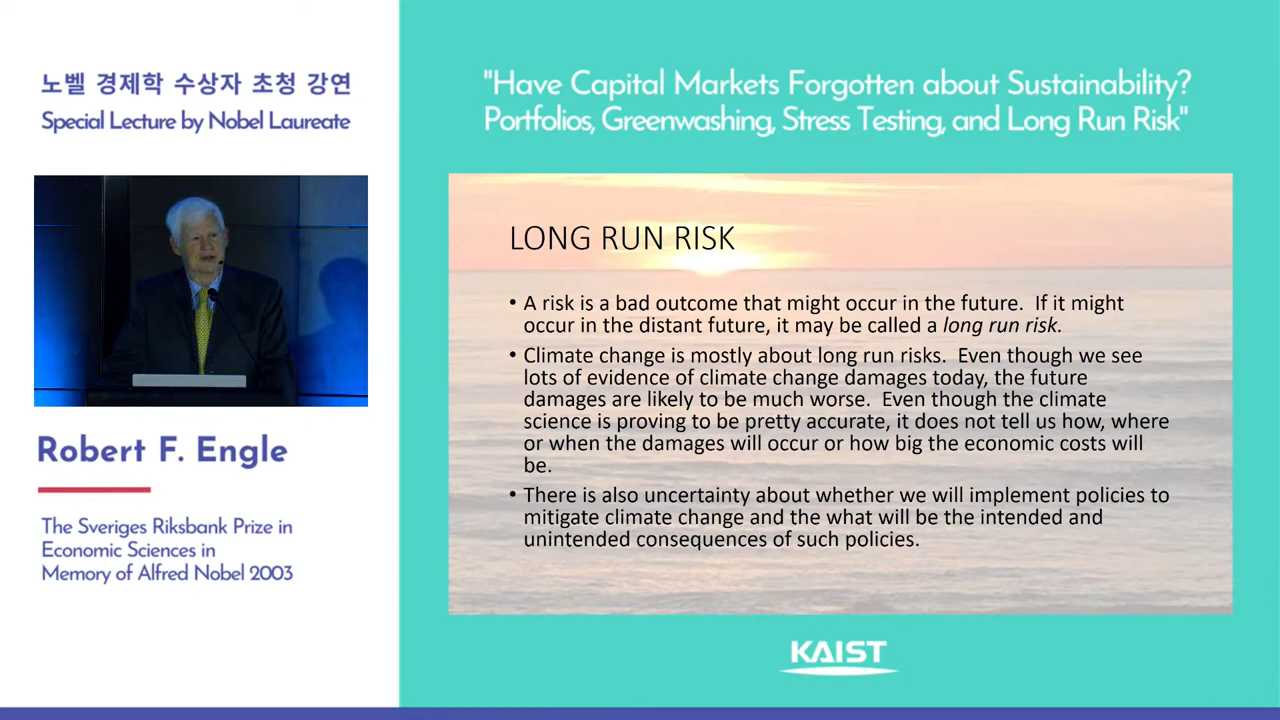 노벨 경제학 수상자 초청 강연
Special Lecture by Nobel Laureate
Robert F. Engle
The Sveriges Riksbank Prize in
Economic Sciences in
Memory of Alfred Nobel 2003
"Have Capital Markets Forgotten about Sustainability?
Portfolios, Greenwashing, Stress Testing, and Long Run Risk"
LONG RUN RISK
• A risk is a bad outcome that might occur in the future.  If it might
occur in the distant future, it may be called a long run risk.
• Climate change is mostly about long run risks.  Even though we see
lots of evidence of climate change damages today, the future
damages are likely to be much worse.  Even though the climate
science is proving to be pretty accurate, it does not tell us how, where
or when the damages will occur or how big the economic costs will
be.
• There is also uncertainty about whether we will implement policies to
mitigate climate change and the what will be the intended and
unintended consequences of such policies.
KAIST